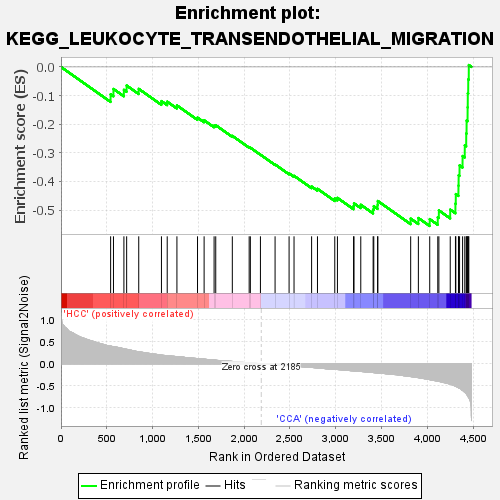 Enrichment plot:
KEGG_LEUKOCYTE_TRANSENDOTHELIAL_MIGRATION
Enrichment score (ES)
0.0
-0.1
-0.2
-0.3
-0.4
-0.5
Ranked list metric (Signal2Noise)
1.0
0.5
0.0
-0.5
-1.0
'HCC' (positively correlated)
Zero cross at 2185
'CCA' (negatively correlated)
0
500
1,000
1,500
2,000
2,500
3,000
3,500
4,000
4,500
Rank in Ordered Dataset
Enrichment profile
Hits
Ranking metric scores